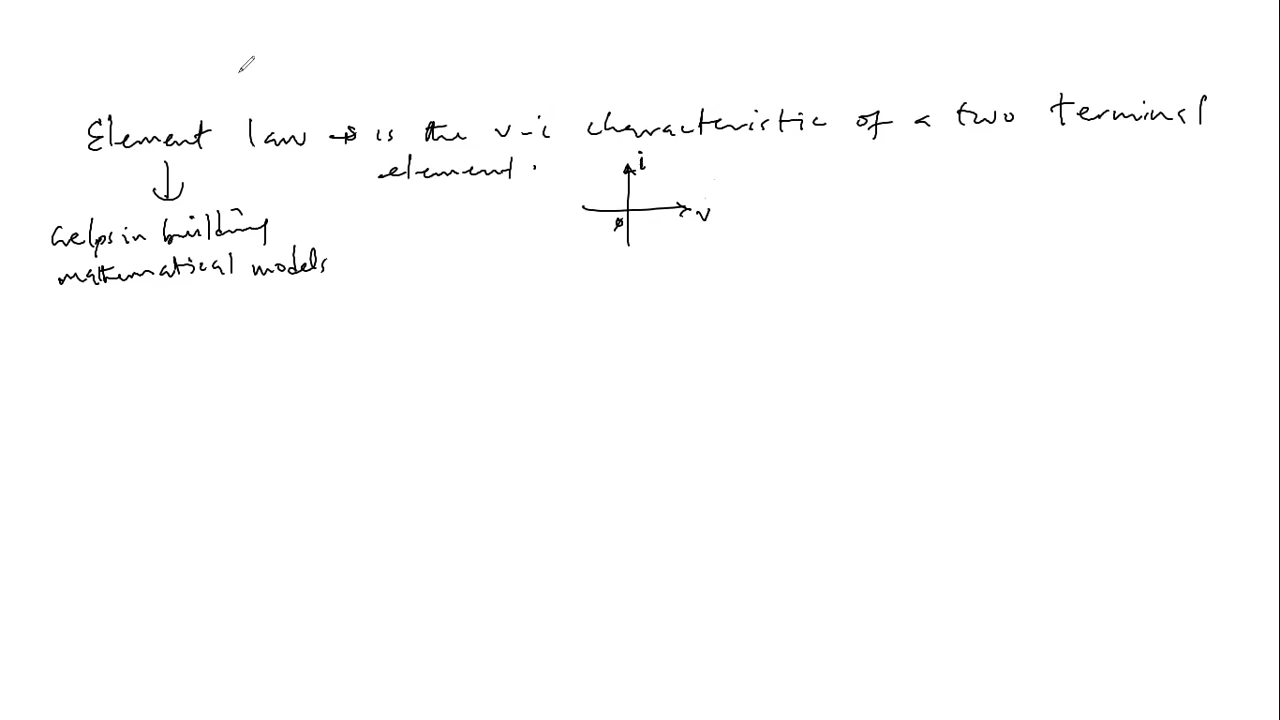 Element law → is the v-i characteristic of a two terminal
element.
i
v
0
helps in building
mathematical models